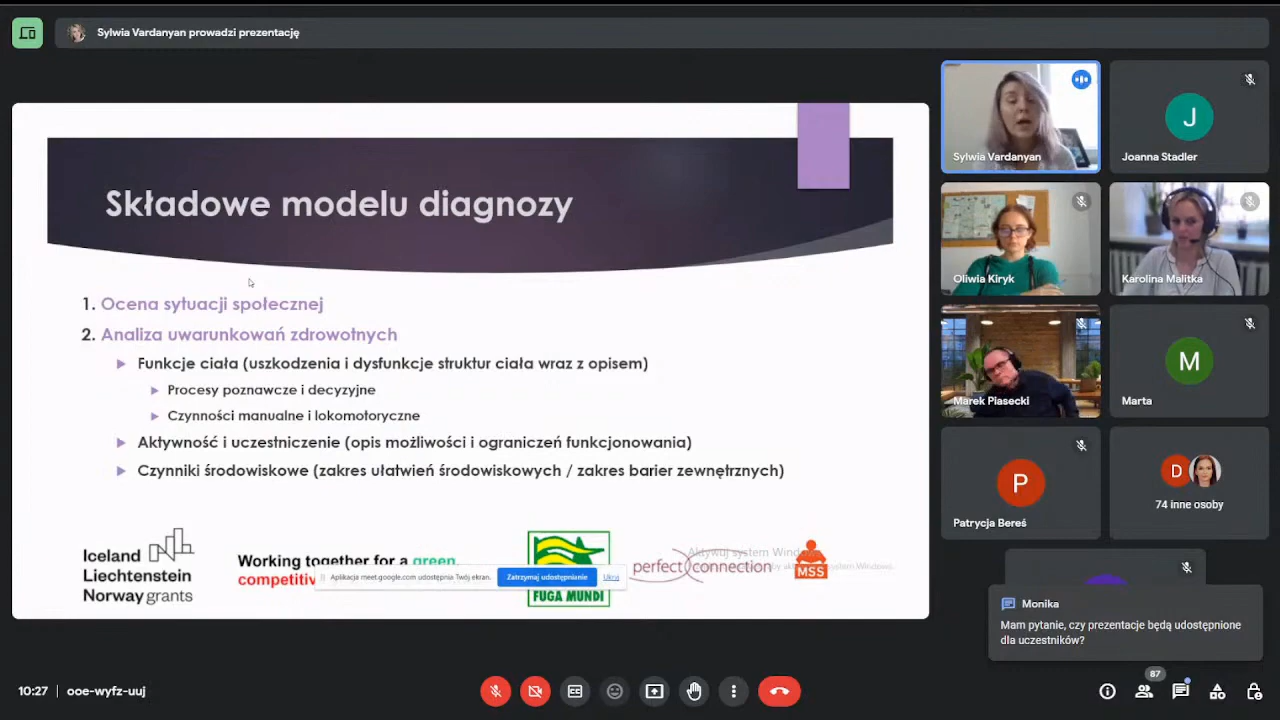 Sylwia Vardanyan prowadzi prezentację
Składowe modelu diagnozy
1. Ocena sytuacji społecznej
2. Analiza uwarunkowań zdrowotnych
Funkcje ciała (uszkodzenia i dysfunkcje struktur ciała wraz z opisem)
Procesy poznawcze i decyzyjne
Czynności manualne i lokomotoryczne
Aktywność i uczestniczenie (opis możliwości i ograniczeń funkcjonowania)
Czynniki środowiskowe (zakres ułatwień środowiskowych / zakres barier zewnętrznych)
Iceland
Liechtenstein
Norway grants
Working together for a green,
Aplikacja meet.google.com udostępnia Twój ekran.
Zatrzymaj udostępnianie
Ukryj
FUGA MUNDI
perfect connection
Aktywuj system Windows
MSS
Sylwia Vardanyan
J
Joanna Stadler
Oliwia Kiryk
Karolina Malitka
Marek Piasecki
M
Marta
P
Patrycja Bereś
D
74 inne osoby
Monika
Mam pytanie, czy prezentacje będą udostępnione
dla uczestników?
10:27
ooe-wyfz-uuj
87